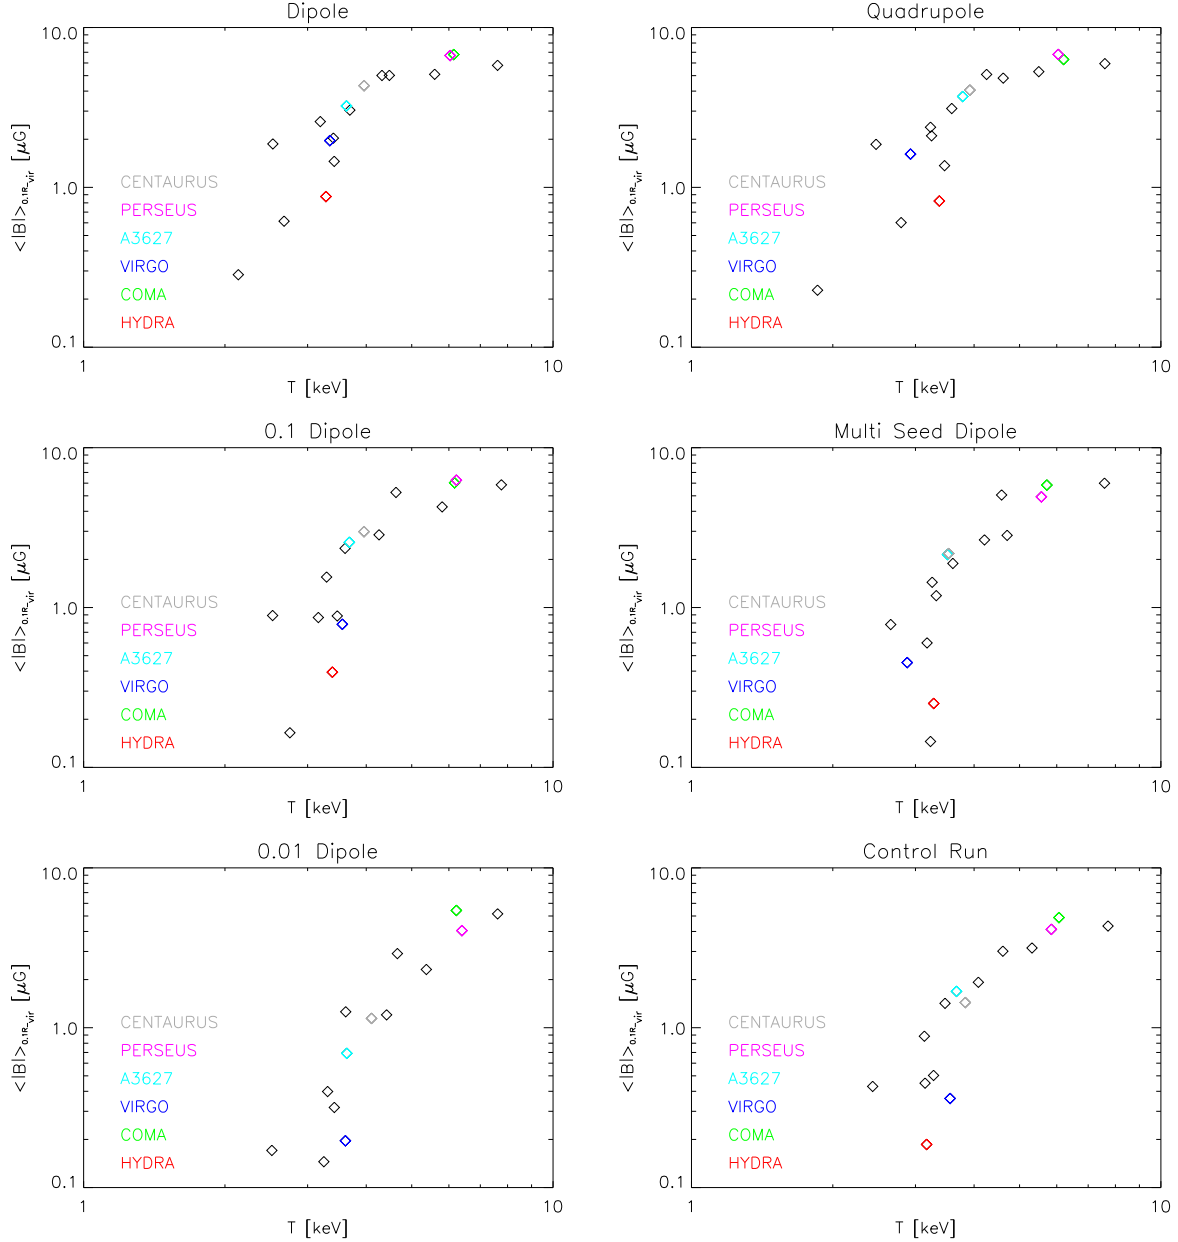 Dipole
10.0
1.0
0.1
<|B|>0.1R_vir [μG]
CENTAURUS
PERSEUS
A3627
VIRGO
COMA
HYDRA
1
10
T [keV]
Quadrupole
10.0
1.0
0.1
<|B|>0.1R_vir [μG]
CENTAURUS
PERSEUS
A3627
VIRGO
COMA
HYDRA
1
10
T [keV]
0.1 Dipole
10.0
1.0
0.1
<|B|>0.1R_vir [μG]
CENTAURUS
PERSEUS
A3627
VIRGO
COMA
HYDRA
1
10
T [keV]
Multi Seed Dipole
10.0
1.0
0.1
<|B|>0.1R_vir [μG]
CENTAURUS
PERSEUS
A3627
VIRGO
COMA
HYDRA
1
10
T [keV]
0.01 Dipole
10.0
1.0
0.1
<|B|>0.1R_vir [μG]
CENTAURUS
PERSEUS
A3627
VIRGO
COMA
HYDRA
1
10
T [keV]
Control Run
10.0
1.0
0.1
<|B|>0.1R_vir [μG]
CENTAURUS
PERSEUS
A3627
VIRGO
COMA
HYDRA
1
10
T [keV]